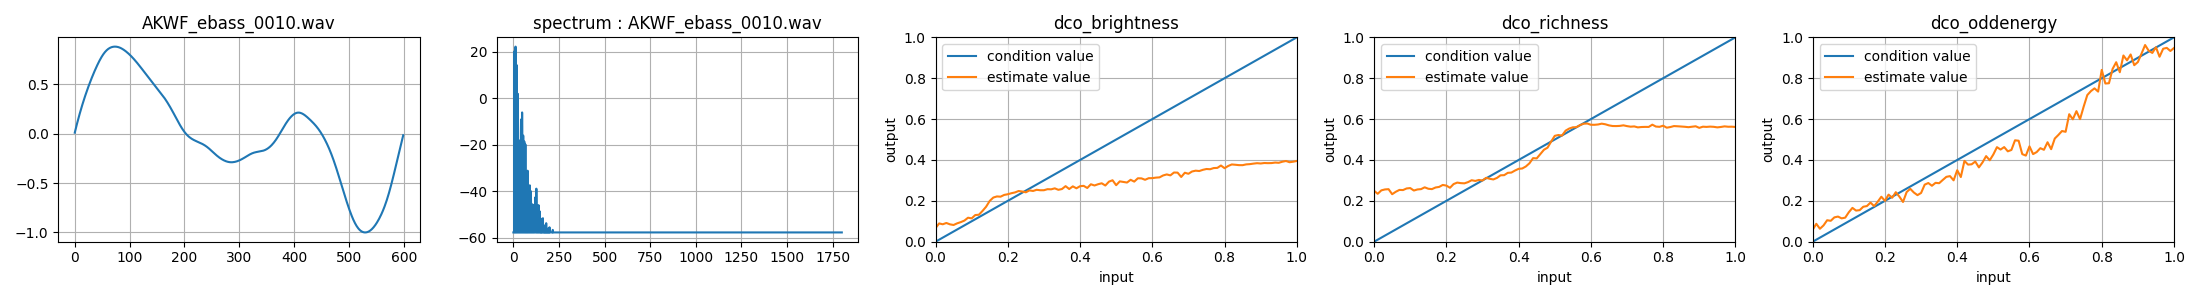 AKWF_ebass_0010.wav
0.5
0.0
−0.5
−1.0
0 100 200 300 400 500 600
spectrum : AKWF_ebass_0010.wav
20
0
−20
−40
−60
0 250 500 750 1000 1250 1500 1750
dco_brightness
condition value
estimate value
output
1.0
0.8
0.6
0.4
0.2
0.0
0.0 0.2 0.4 0.6 0.8 1.0
input
dco_richness
condition value
estimate value
output
1.0
0.8
0.6
0.4
0.2
0.0
0.0 0.2 0.4 0.6 0.8 1.0
input
dco_oddenergy
condition value
estimate value
output
1.0
0.8
0.6
0.4
0.2
0.0
0.0 0.2 0.4 0.6 0.8 1.0
input